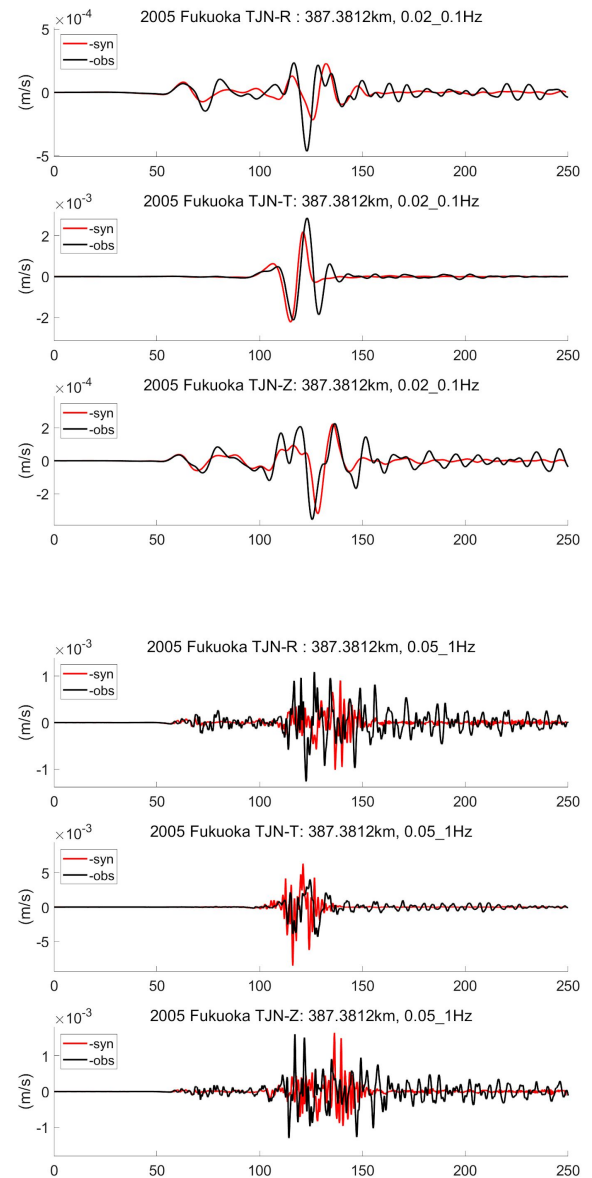 2005 Fukuoka TJN-R : 387.3812km, 0.02_0.1Hz
×10-4
5
0
-5
(m/s)
-syn
-obs
0 50 100 150 200 250
2005 Fukuoka TJN-T: 387.3812km, 0.02_0.1Hz
×10-3
2
0
-2
(m/s)
-syn
-obs
0 50 100 150 200 250
2005 Fukuoka TJN-Z: 387.3812km, 0.02_0.1Hz
×10-4
2
0
-2
(m/s)
-syn
-obs
0 50 100 150 200 250
2005 Fukuoka TJN-R : 387.3812km, 0.05_1Hz
×10-3
1
0
-1
(m/s)
-syn
-obs
0 50 100 150 200 250
2005 Fukuoka TJN-T: 387.3812km, 0.05_1Hz
×10-3
5
0
-5
(m/s)
-syn
-obs
0 50 100 150 200 250
2005 Fukuoka TJN-Z: 387.3812km, 0.05_1Hz
×10-3
1
0
-1
(m/s)
-syn
-obs
0 50 100 150 200 250